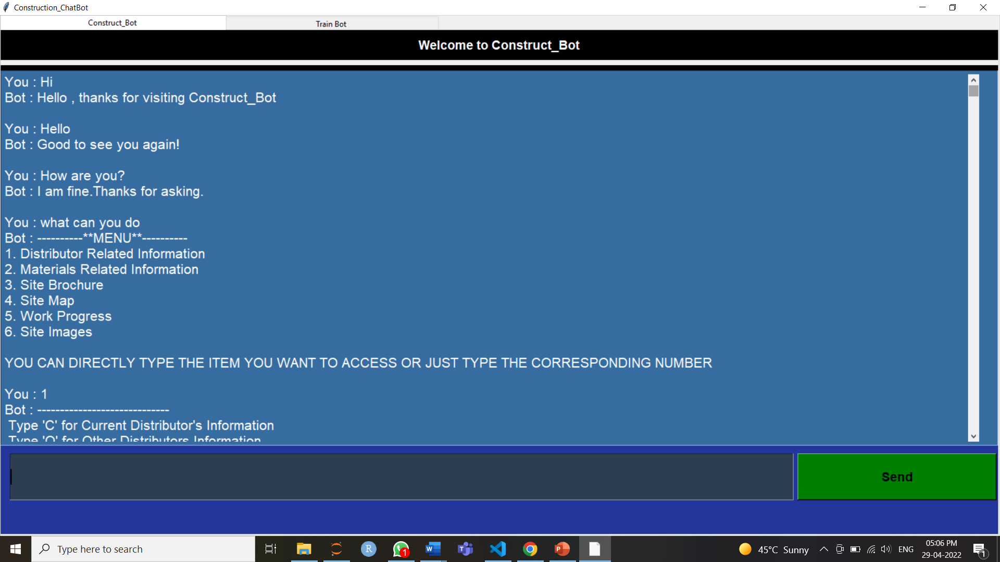 Construction_ChatBot
Construct_Bot
Train Bot
Welcome to Construct_Bot
You : Hi
Bot : Hello , thanks for visiting Construct_Bot
You : Hello
Bot : Good to see you again!
You : How are you?
Bot : I am fine.Thanks for asking.
You : what can you do
Bot : ----------**MENU**----------
1. Distributor Related Information
2. Materials Related Information
3. Site Brochure
4. Site Map
5. Work Progress
6. Site Images
YOU CAN DIRECTLY TYPE THE ITEM YOU WANT TO ACCESS OR JUST TYPE THE CORRESPONDING NUMBER
You : 1
Bot : -----------------------------
Type 'C' for Current Distributor's Information
Type 'O' for Other Distributors Information
Send
Type here to search
R
1
W
T
P
45°C Sunny
ENG
05:06 PM
29-04-2022
1